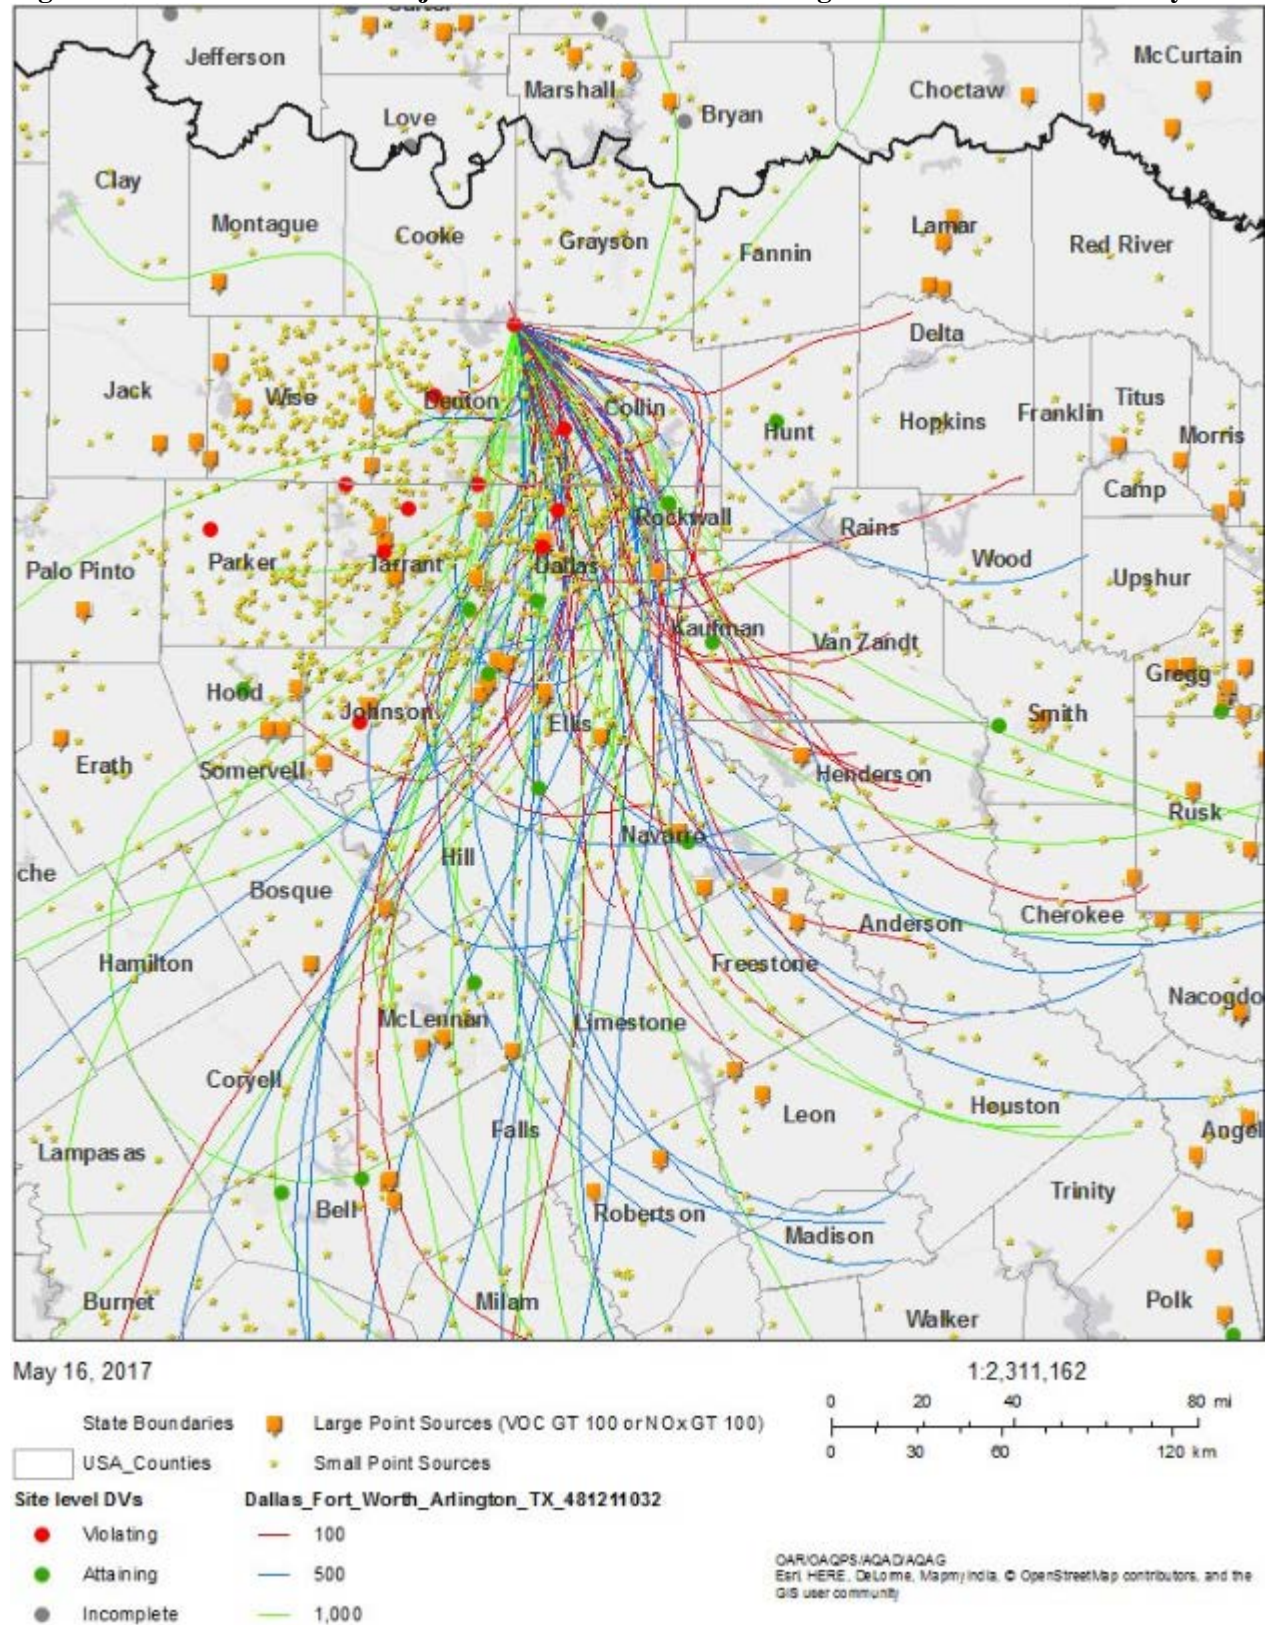 Jefferson
McCurtain
Marshall
Choctaw
Love
Bryan
Clay
Montague
Cooke
Grayson
Lamar
Red River
Fannin
Delta
Jack
Wise
Denton
Collin
Hunt
Hopkins
Franklin
Titus
Morris
Camp
Rockwall
Rains
Palo Pinto
Parker
Tarrant
Dallas
Wood
Upshur
Kaufman
Van Zandt
Hood
Johnson
Ellis
Smith
Gregg
Erath
Somervell
Henderson
Rusk
Navarro
che
Hill
Bosque
Anderson
Cherokee
Hamilton
Freestone
Nacogdo
McLennan
Limestone
Coryell
Leon
Houston
Falls
Angel
Lampasas
Bell
Robertson
Trinity
Madison
Burnet
Milam
Walker
Polk
May 16, 2017
1:2,311,162
0 20 40 80 mi
0 30 60 120 km
State Boundaries
Large Point Sources (VOC GT 100 or NOx GT 100)
USA_Counties
Small Point Sources
Site level DVs
Dallas_Fort_Worth_Arlington_TX_481211032
Violating
100
Attaining
500
Incomplete
1,000
OAR/OAQPS/AQAD/AQAG
Esri, HERE, DeLorme, MapmyIndia, © OpenStreetMap contributors, and the
GIS user community